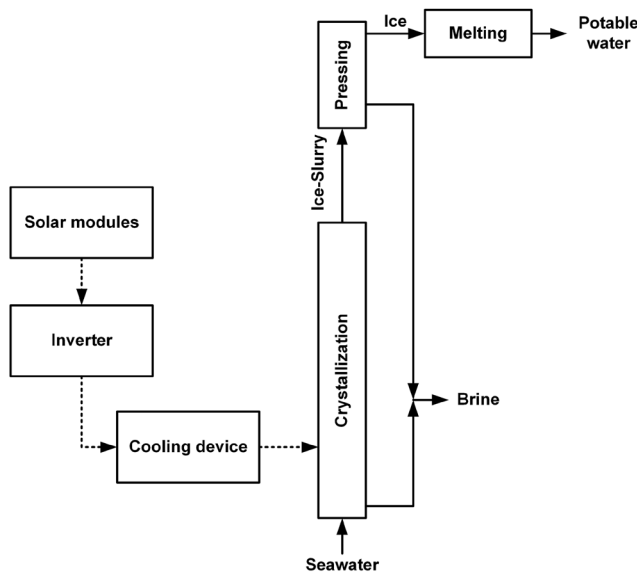 Ice
Melting
Potable
water
Pressing
Ice-Slurry
Solar modules
Inverter
Crystallization
Brine
Cooling device
Seawater